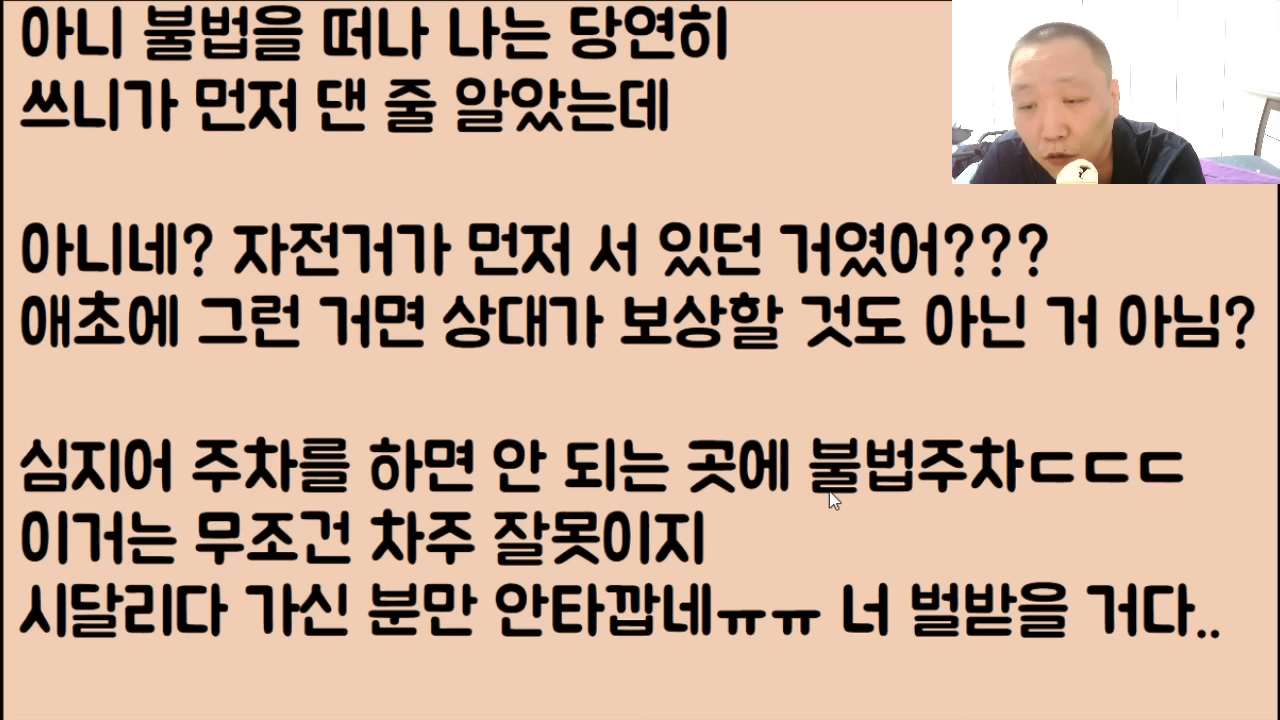 아니 불법을 떠나 나는 당연히
쓰니가 먼저 댄 줄 알았는데
아니네? 자전거가 먼저 서 있던 거였어???
애초에 그런 거면 상대가 보상할 것도 아닌 거 아님?
심지어 주차를 하면 안 되는 곳에 불법주차ㄷㄷㄷ
이거는 무조건 차주 잘못이지
시달리다 가신 분만 안타깝네ㅠㅠ 너 벌받을 거다..